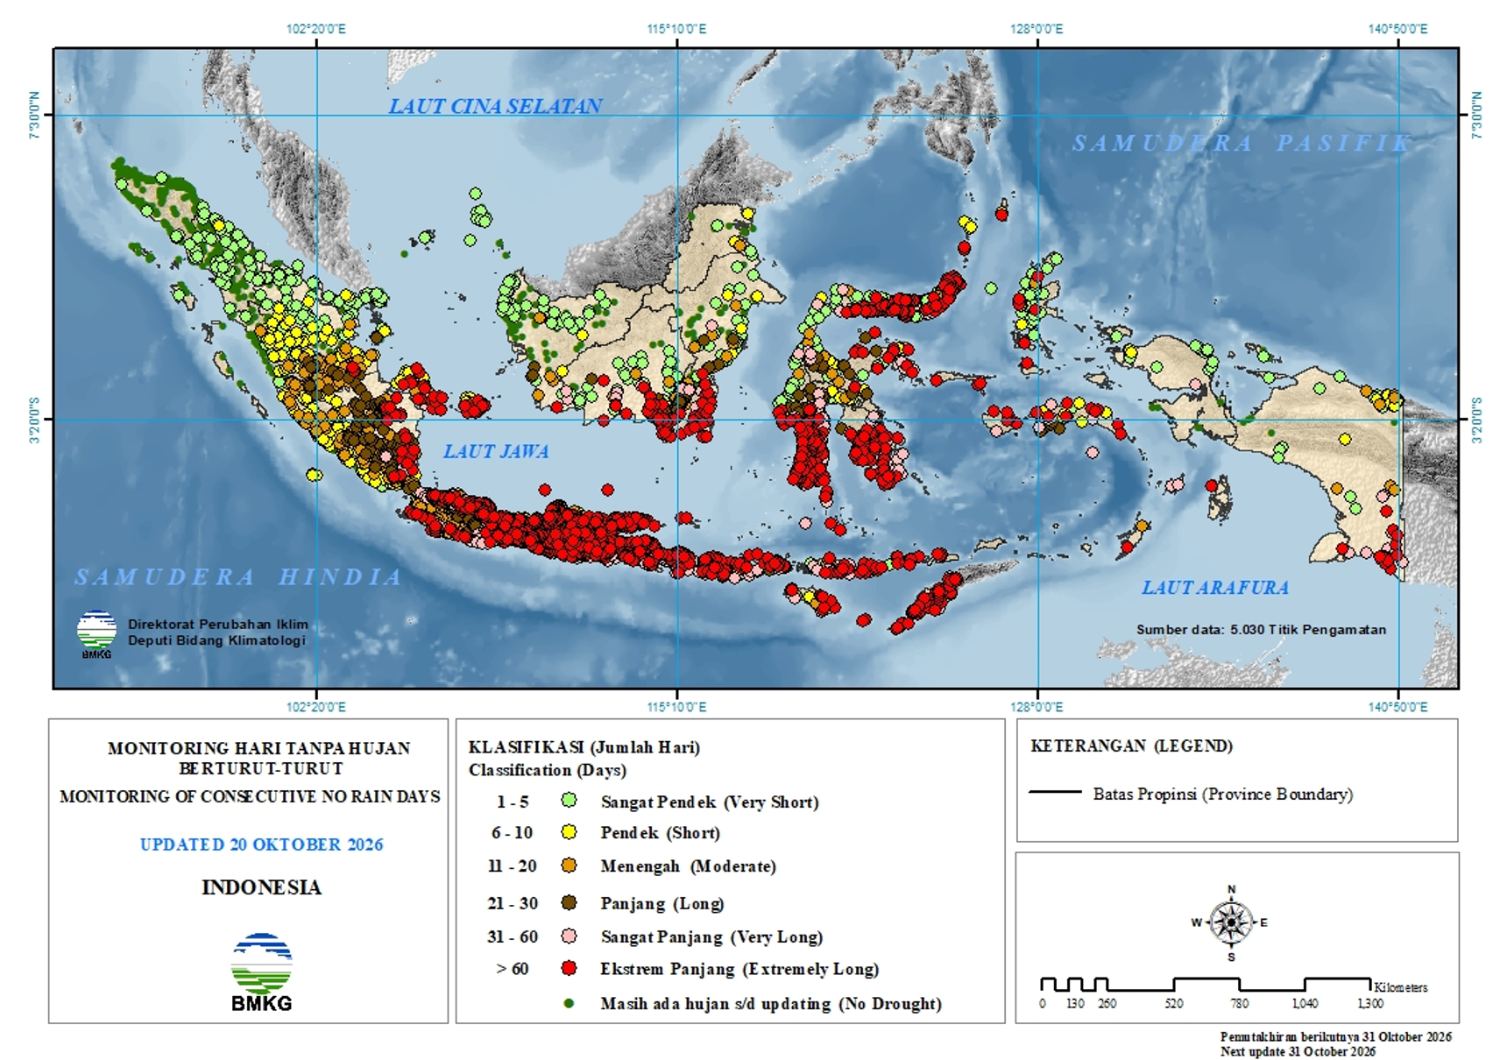 102°20'0"E 115°10'0"E 128°0'0"E 140°50'0"E
7°30'0"N
7°30'0"N
LAUT CINA SELATAN
SAMUDERA PASIFIK
3°20'0"S
3°20'0"S
LAUT JAWA
SAMUDERA HINDIA
LAUT ARAFURA
Direktorat Perubahan Iklim
Deputi Bidang Klimatologi
BMKG
Sumber data: 5.030 Titik Pengamatan
102°20'0"E 115°10'0"E 128°0'0"E 140°50'0"E
MONITORING HARI TANPA HUJAN
BERTURUT-TURUT
MONITORING OF CONSECUTIVE NO RAIN DAYS
UPDATED 20 OKTOBER 2026
INDONESIA
BMKG
KLASIFIKASI (Jumlah Hari)
Classification (Days)
1 - 5 Sangat Pendek (Very Short)
6 - 10 Pendek (Short)
11 - 20 Menengah (Moderate)
21 - 30 Panjang (Long)
31 - 60 Sangat Panjang (Very Long)
> 60 Ekstrem Panjang (Extremely Long)
Masih ada hujan s/d updating (No Drought)
KETERANGAN (LEGEND)
Batas Propinsi (Province Boundary)
N
W E
S
Kilometers
0 130 260 520 780 1,040 1,300
Pemutakhiran berikutnya 31 Oktober 2026
Next update 31 October 2026